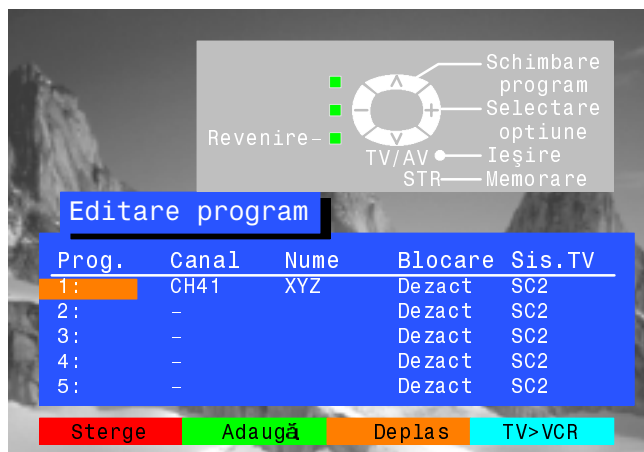 Schimbare
program
Selectare
optiune
Revenire
TV/AV
Ieşire
STR
Memorare
Editare program
Prog. Canal Nume Blocare Sis.TV
1: CH41 XYZ Dezact SC2
2: – Dezact SC2
3: – Dezact SC2
4: – Dezact SC2
5: – Dezact SC2
Sterge Adaugă Deplas TV>VCR